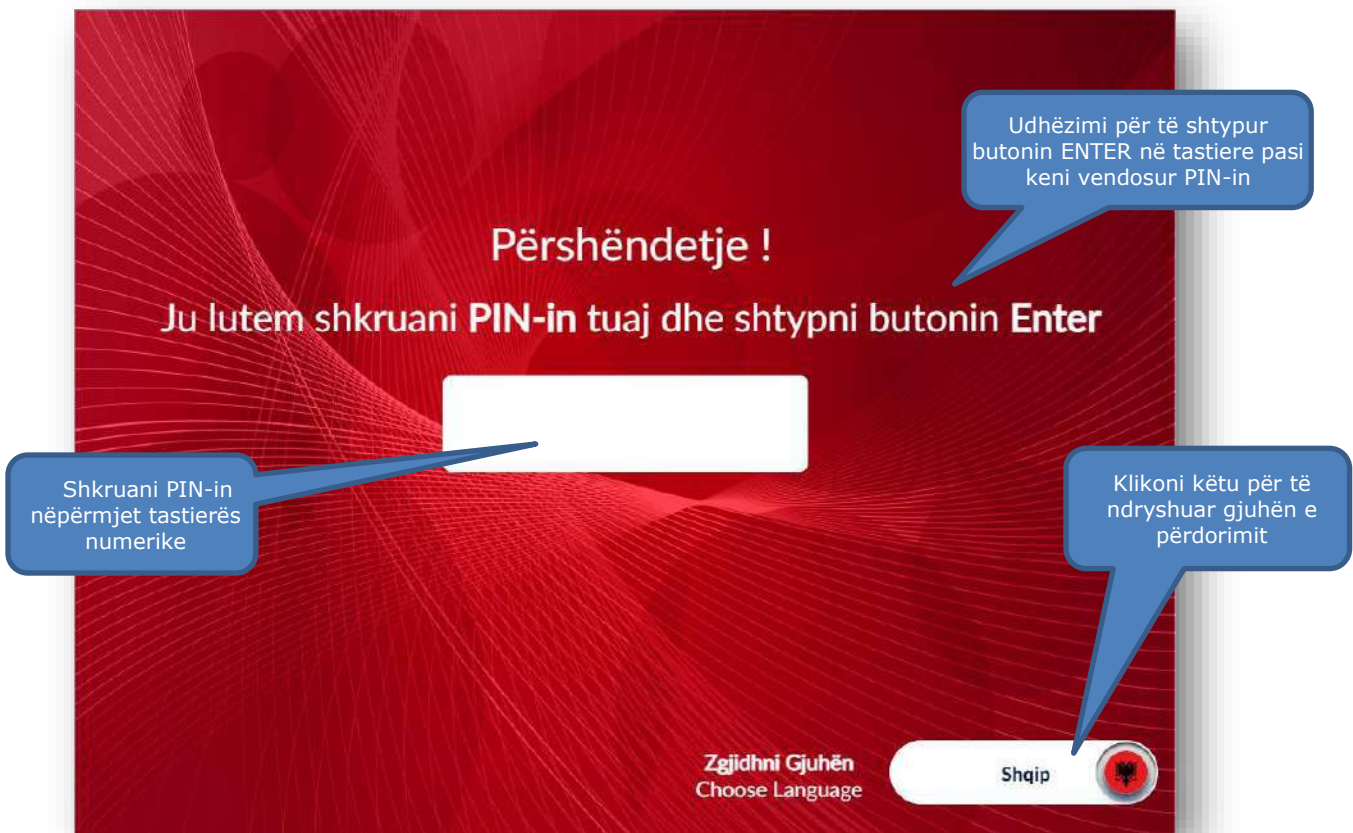 Udhëzimi për të shtypur
butonin ENTER në tastiere pasi
keni vendosur PIN-in
Përshëndetje !
Ju lutem shkruani PIN-in tuaj dhe shtypni butonin Enter
Shkruani PIN-in
nëpërmjet tastierës
numerike
Klikoni këtu për të
ndryshuar gjuhën e
përdorimit
Zgjidhni Gjuhën
Choose Language
Shqip